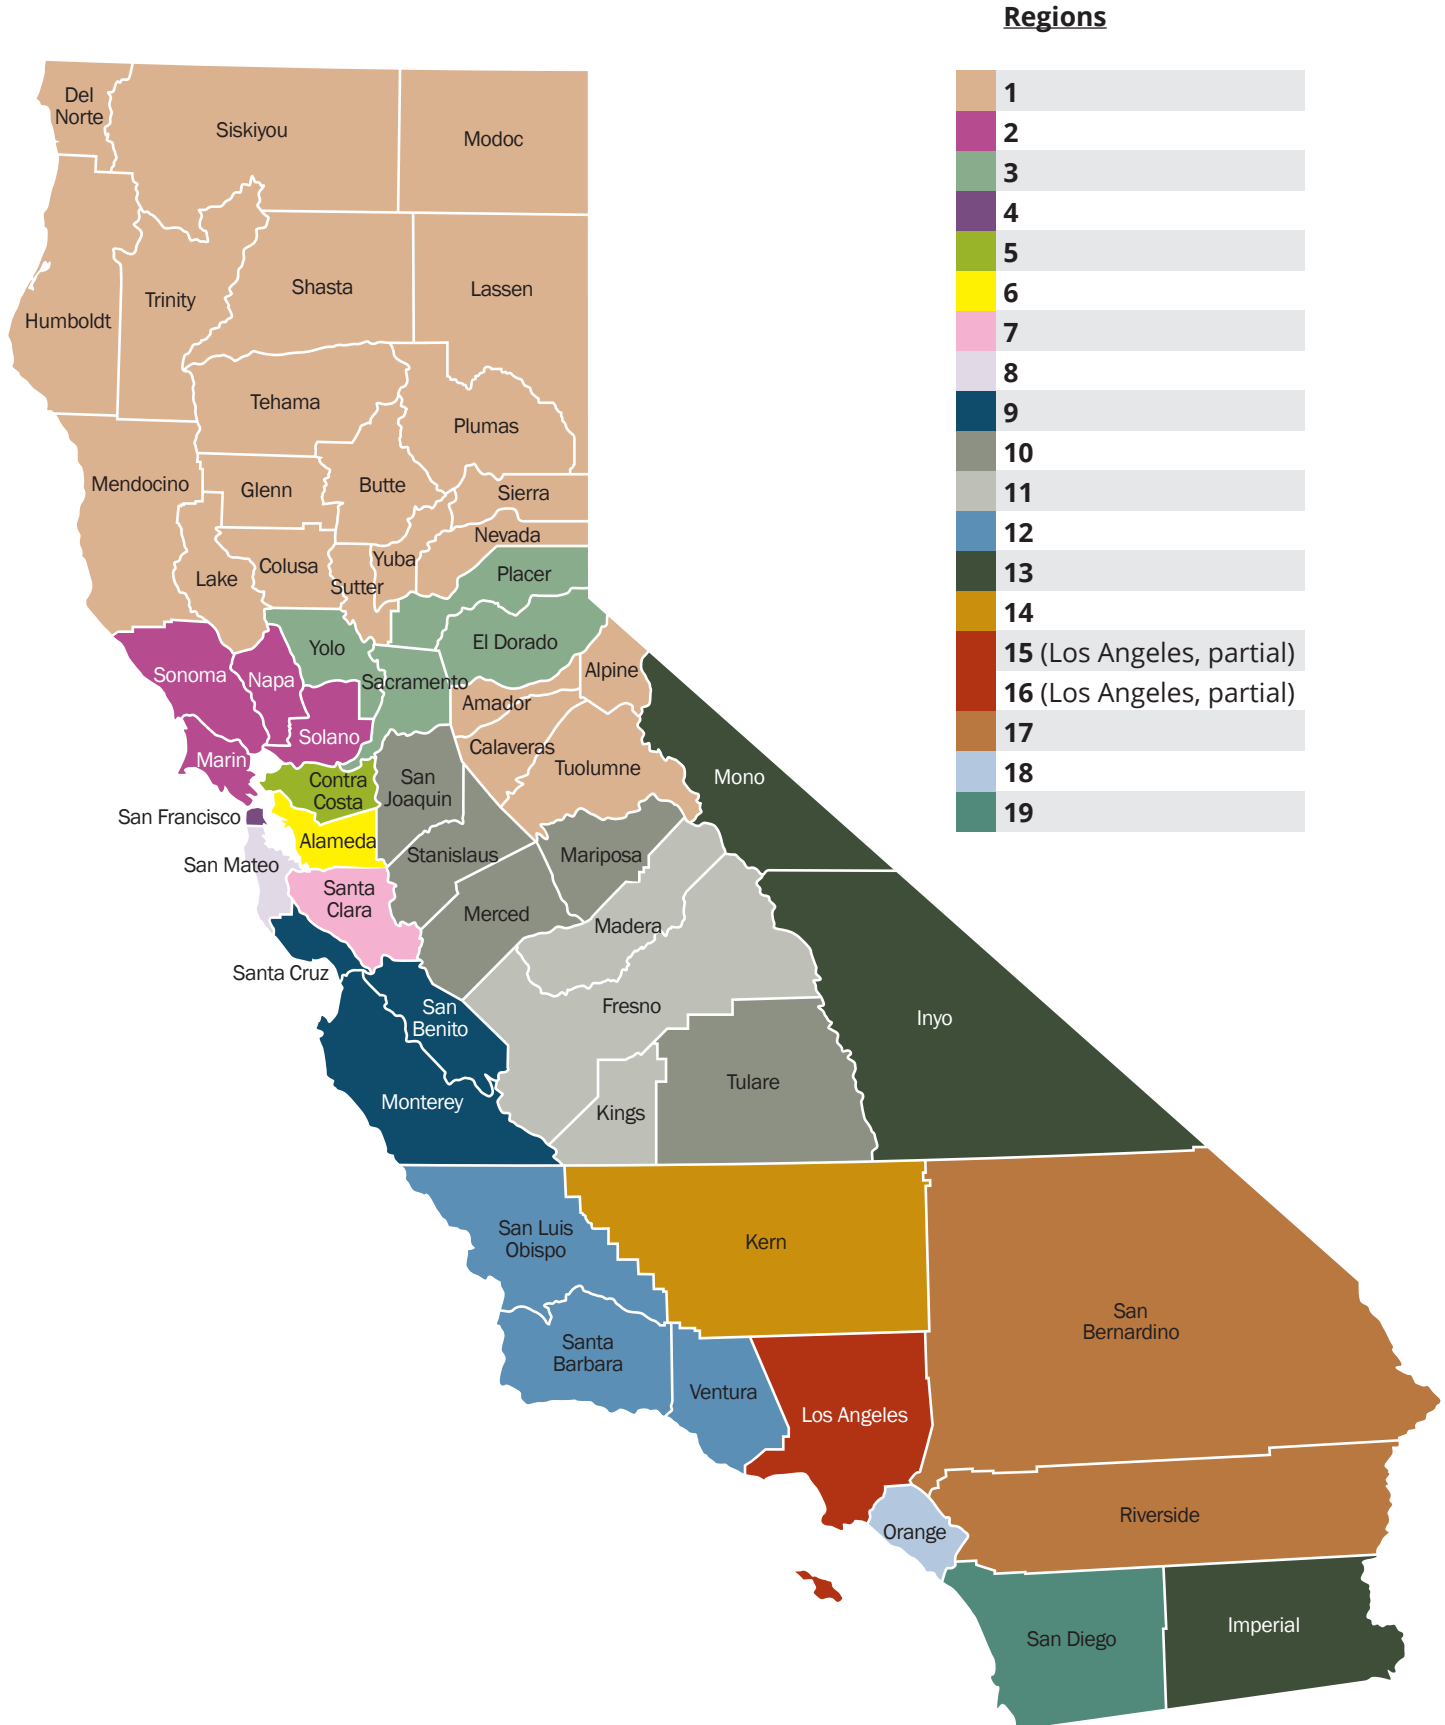 Regions
1
2
3
4
5
6
7
8
9
10
11
12
13
14
15 (Los Angeles, partial)
16 (Los Angeles, partial)
17
18
19
Del
Norte
Siskiyou
Modoc
Shasta
Lassen
Trinity
Humboldt
Tehama
Plumas
Mendocino
Glenn
Butte
Sierra
Nevada
Yuba
Colusa
Lake
Sutter
Placer
El Dorado
Yolo
Sonoma
Napa
Sacramento
Alpine
Amador
Solano
Calaveras
Marin
Tuolumne
Mono
Contra
Costa
San
Joaquin
San Francisco
Alameda
Stanislaus
Mariposa
San Mateo
Santa
Clara
Merced
Madera
Santa Cruz
San
Benito
Fresno
Inyo
Tulare
Monterey
Kings
San Luis
Obispo
Kern
San
Bernardino
Santa
Barbara
Ventura
Los Angeles
Riverside
Orange
San Diego
Imperial